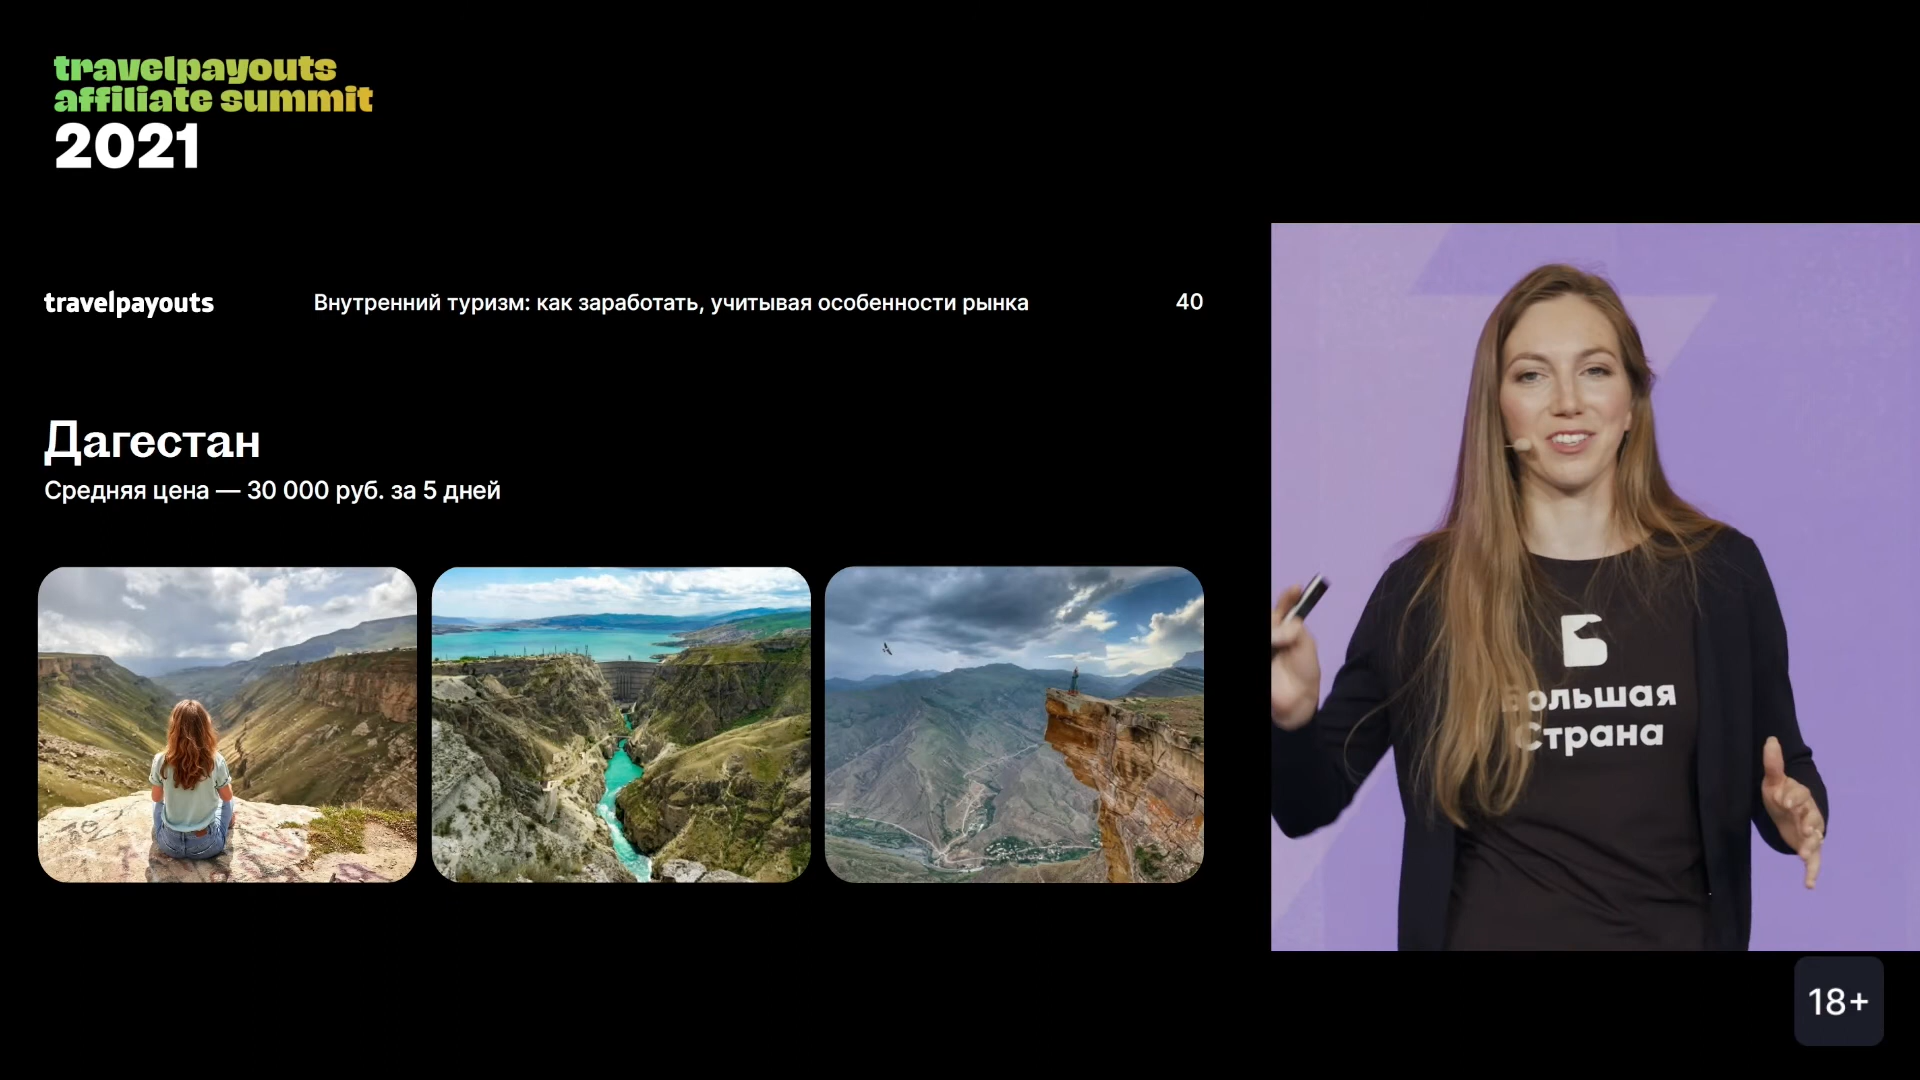 travelpayouts
affiliate summit
2021
travelpayouts
Внутренний туризм: как заработать, учитывая особенности рынка
40
Дагестан
Средняя цена — 30 000 руб. за 5 дней
Большая
Страна
18+